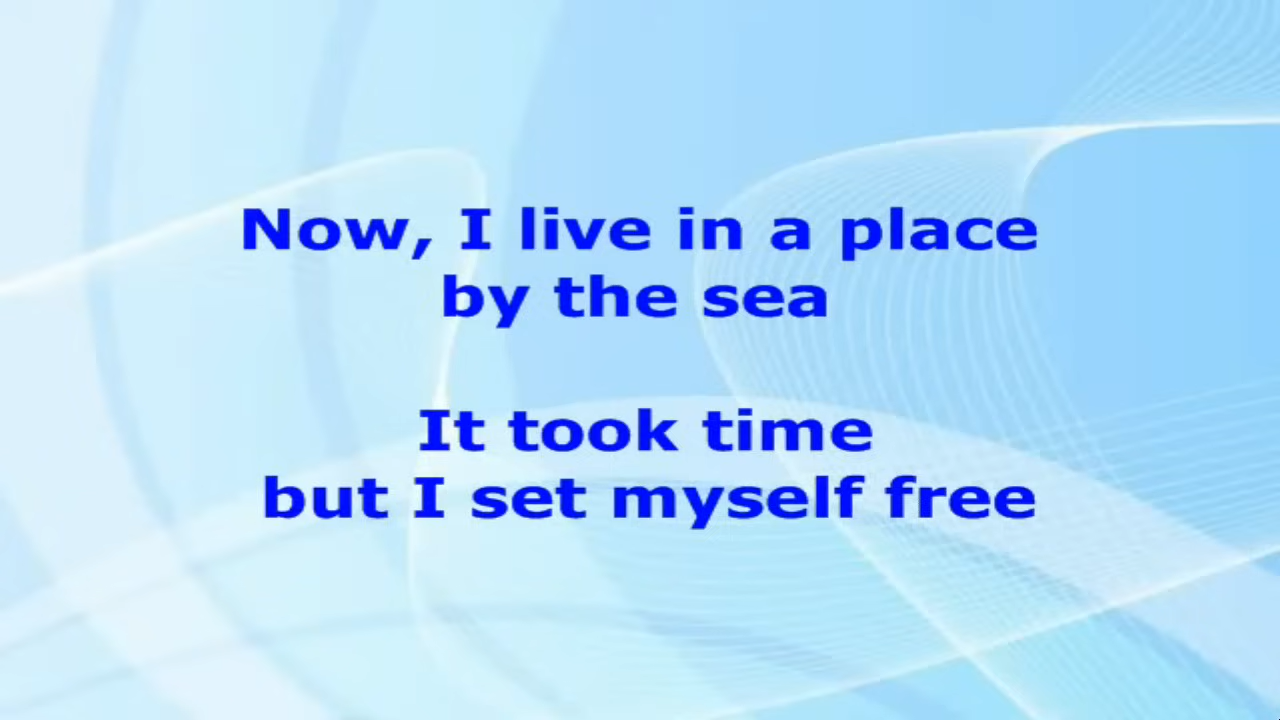 Now, I live in a place
by the sea
It took time
but I set myself free